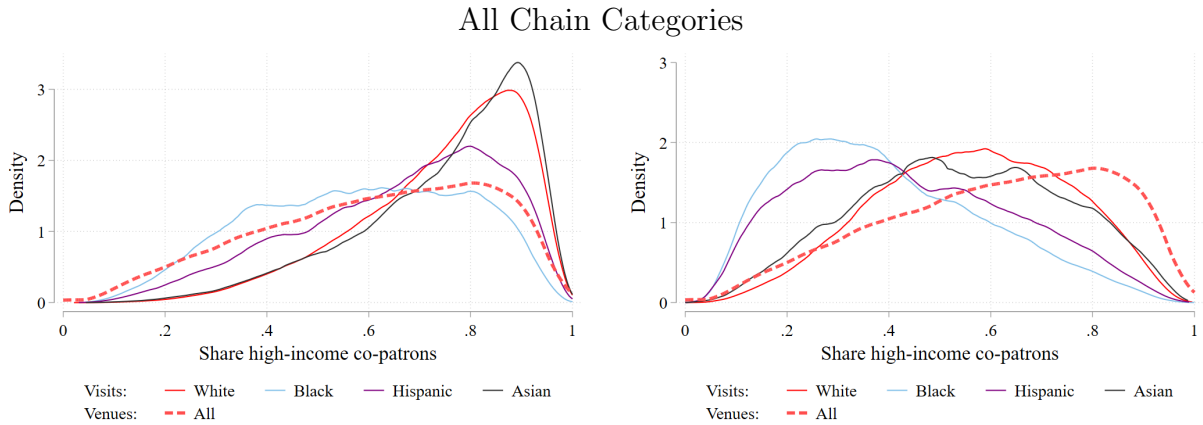 All Chain Categories
Density
3
2
1
0
0 .2 .4 .6 .8 1
Share high-income co-patrons
Visits: White Black Hispanic Asian
Venues: All
Density
3
2
1
0
0 .2 .4 .6 .8 1
Share high-income co-patrons
Visits: White Black Hispanic Asian
Venues: All